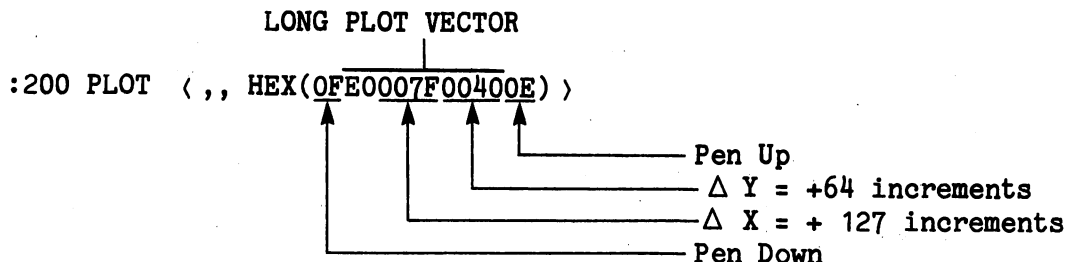 LONG PLOT VECTOR
:200 PLOT ⟨ ,, HEX(0FE0007F00400E) ⟩
Pen Up
Δ Y = +64 increments
Δ X = + 127 increments
Pen Down